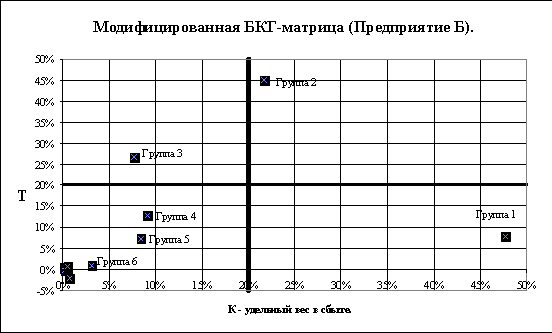 Модифицированная БКГ-матрица (Предприятие Б).
50%
45%
Группа 2
40%
35%
30%
Группа 3
25%
20%
Т
15%
Группа 4
Группа 1
10%
Группа 5
5%
Группа 6
0%
-5%
0% 5% 10% 15% 20% 25% 30% 35% 40% 45% 50%
К - удельный вес в сбыте.